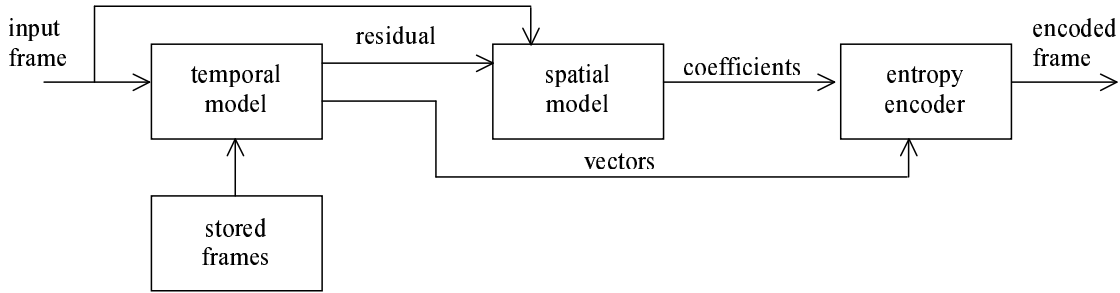 input
frame
temporal
model
residual
spatial
model
coefficients
entropy
encoder
encoded
frame
vectors
stored
frames